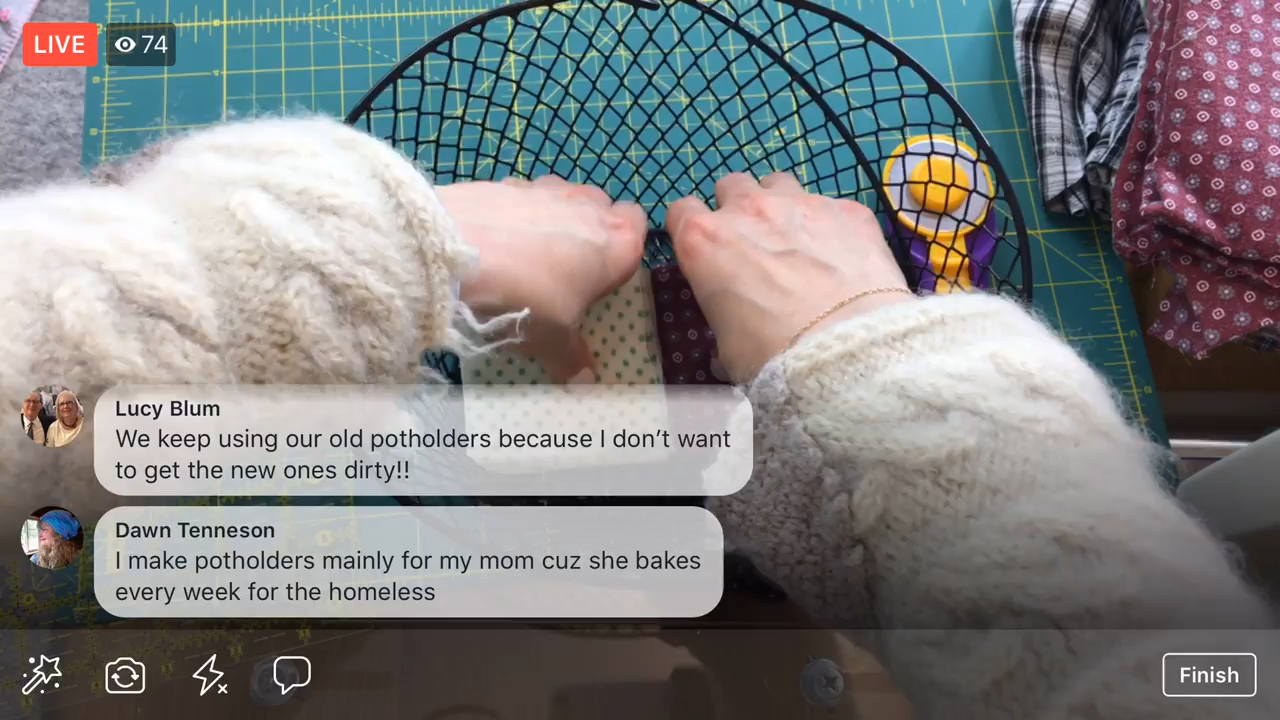 LIVE
74
Lucy Blum
We keep using our old potholders because I don’t want
to get the new ones dirty!!
Dawn Tenneson
I make potholders mainly for my mom cuz she bakes
every week for the homeless
Finish